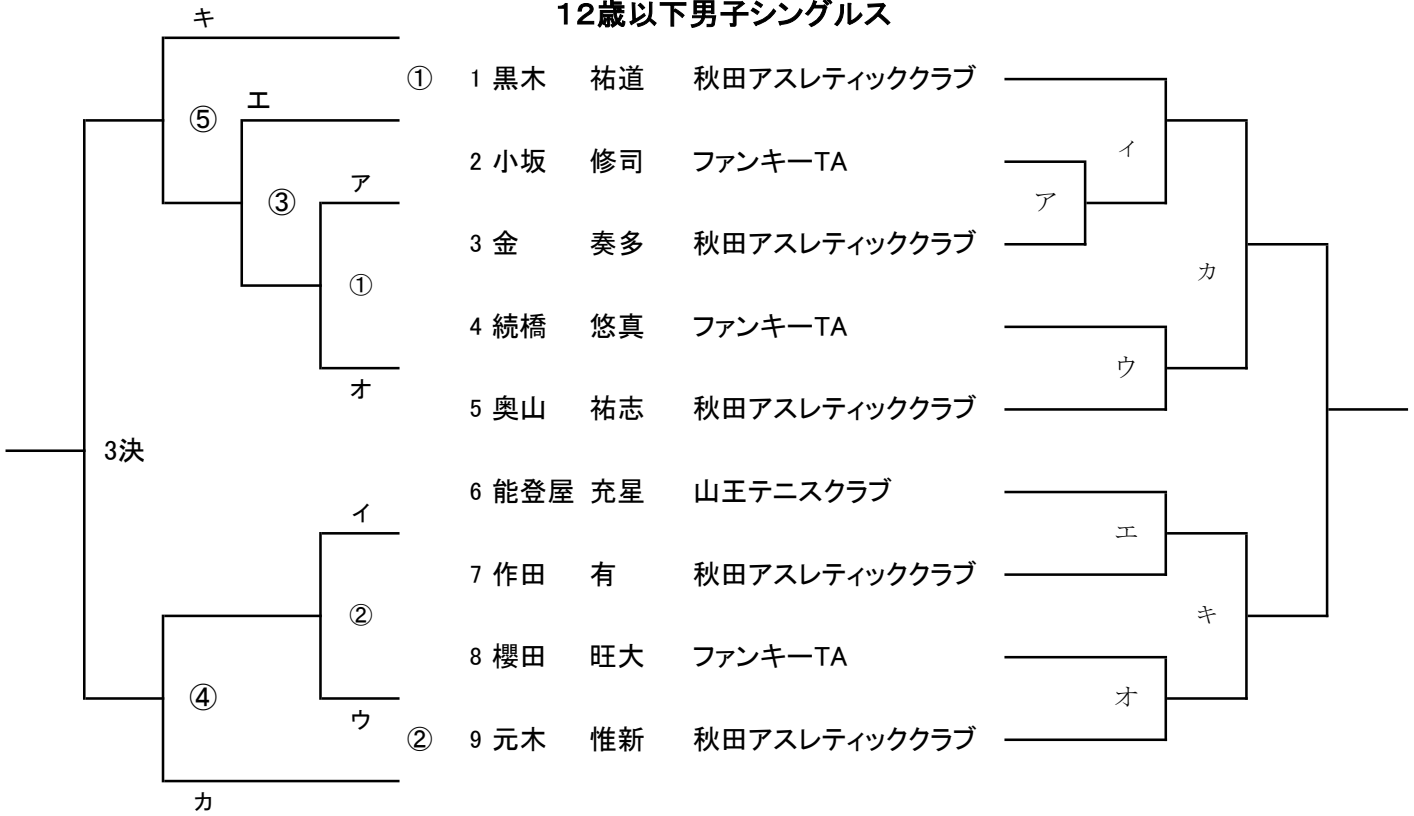 12歳以下男子シングルス
キ
① 1 黒木 祐道 秋田アスレティッククラブ
エ
⑤
イ
2 小坂 修司 ファンキーTA
ア
③
ア
3 金 奏多 秋田アスレティッククラブ
①
カ
4 続橋 悠真 ファンキーTA
ウ
オ
5 奥山 祐志 秋田アスレティッククラブ
3決
6 能登屋 充星 山王テニスクラブ
イ
エ
7 作田 有 秋田アスレティッククラブ
②
キ
8 櫻田 旺大 ファンキーTA
④
オ
ウ
② 9 元木 惟新 秋田アスレティッククラブ
カ